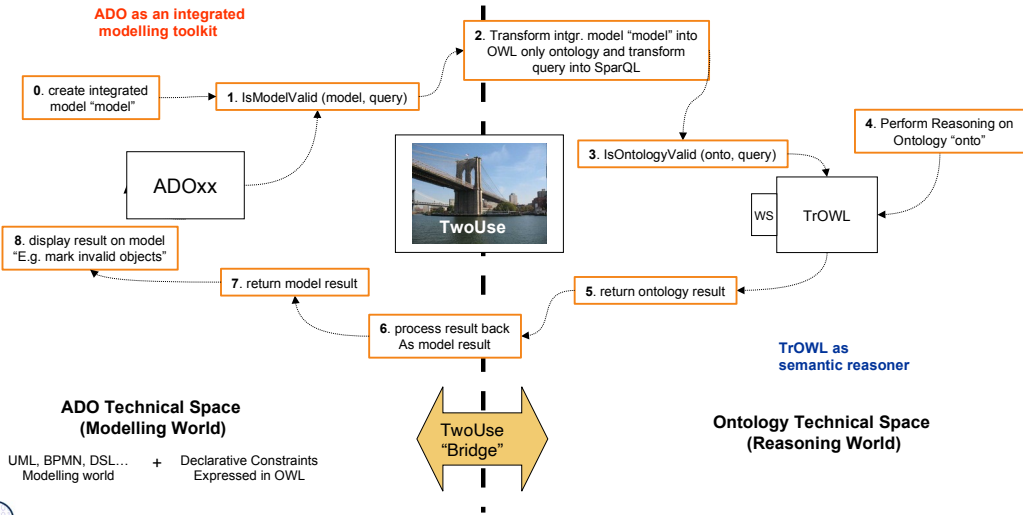 ADO as an integrated
modelling toolkit
2. Transform intgr. model “model” into
OWL only ontology and transform
query into SparQL
0. create integrated
model “model”
1. IsModelValid (model, query)
4. Perform Reasoning on
Ontology “onto”
3. IsOntologyValid (onto, query)
ADOxx
TwoUse
WS
TrOWL
8. display result on model
“E.g. mark invalid objects”
7. return model result
5. return ontology result
6. process result back
As model result
TrOWL as
semantic reasoner
ADO Technical Space
(Modelling World)
TwoUse
“Bridge”
Ontology Technical Space
(Reasoning World)
UML, BPMN, DSL…
Modelling world
+
Declarative Constraints
Expressed in OWL